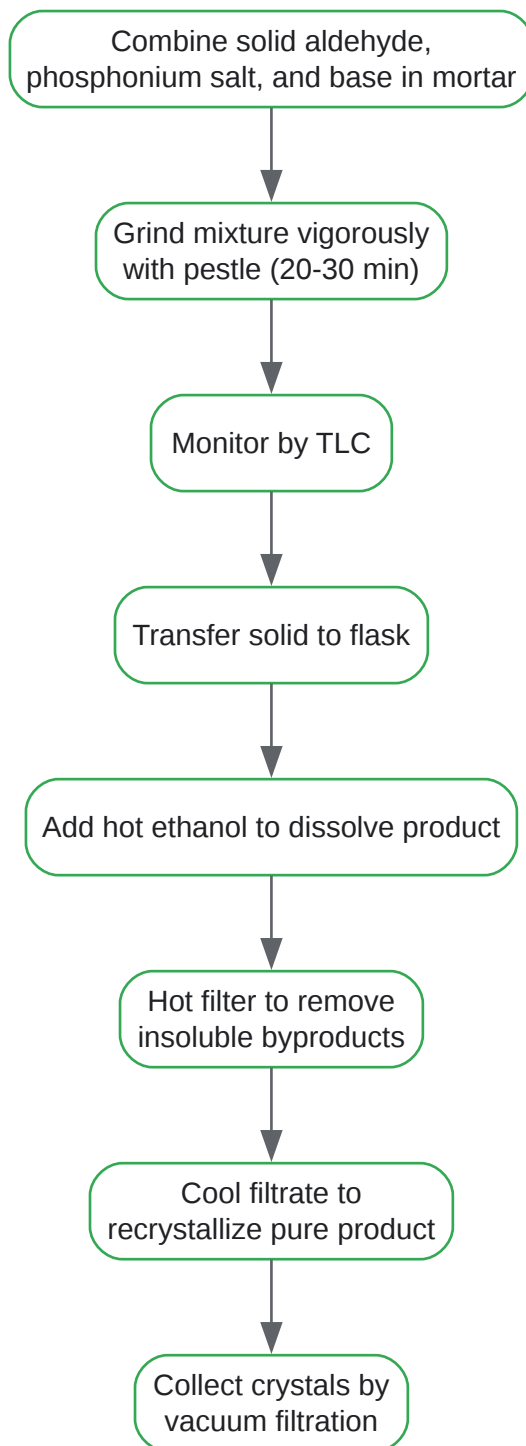 Combine solid aldehyde,
phosphonium salt, and base in mortar
Grind mixture vigorously
with pestle (20-30 min)
Monitor by TLC
Transfer solid to flask
Add hot ethanol to dissolve product
Hot filter to remove
insoluble byproducts
Cool filtrate to
recrystallize pure product
Collect crystals by
vacuum filtration